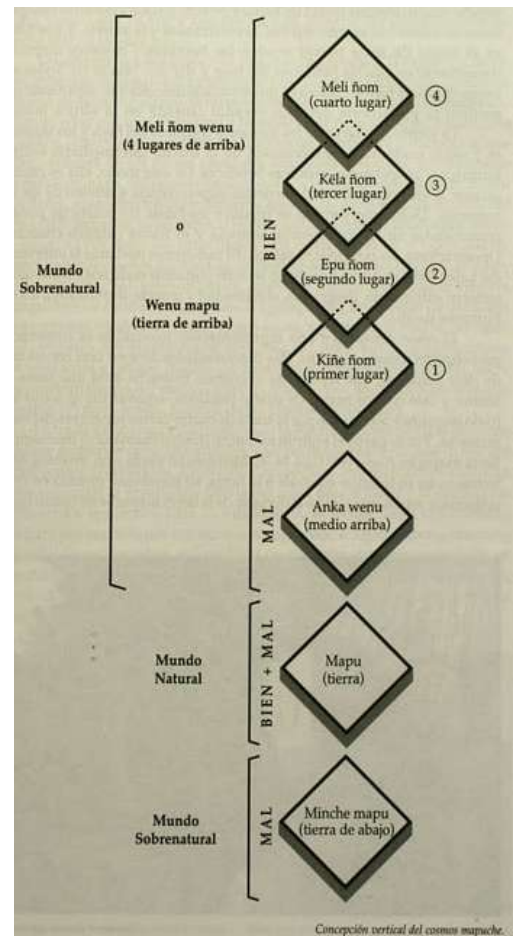 Meli ñom
(cuarto lugar)
④
Meli ñom wenu
(4 lugares de arriba)
Këla ñom
(tercer lugar)
③
o
BIEN
Mundo
Sobrenatural
Epu ñom
(segundo lugar)
②
Wenu mapu
(tierra de arriba)
Kiñe ñom
(primer lugar)
①
MAL
Anka wenu
(medio arriba)
Mundo
Natural
BIEN + MAL
Mapu
(tierra)
Mundo
Sobrenatural
MAL
Minche mapu
(tierra de abajo)
Concepción vertical del cosmos mapuche.